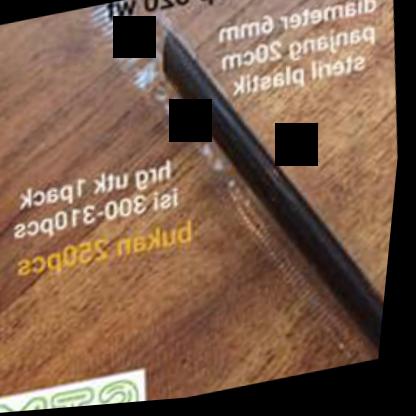 diameter 6mm
panjang 20cm
steril plastik
hrg utk 1pack
isi 300-310pcs
bukan 250pcs